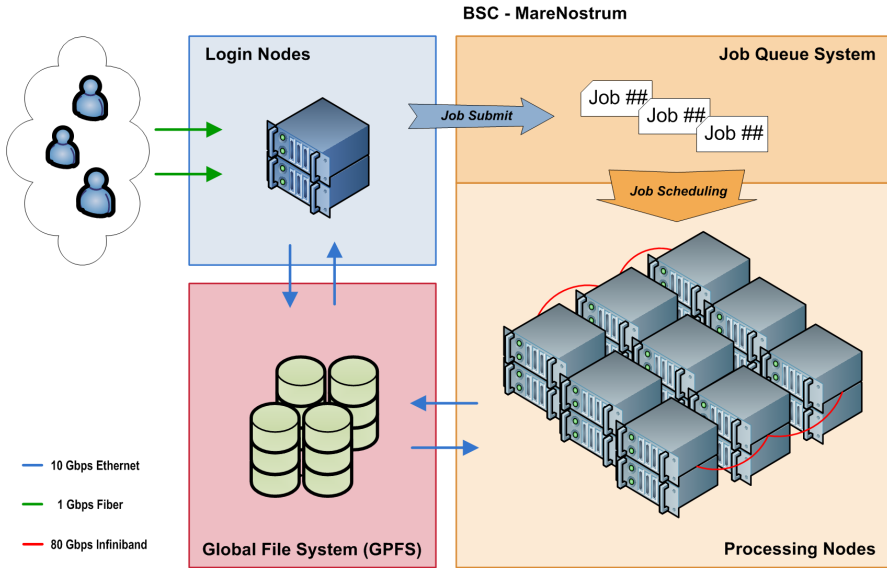 BSC - MareNostrum
Login Nodes
Job Queue System
Job Submit
Job ##
Job ##
Job ##
Job Scheduling
10 Gbps Ethernet
1 Gbps Fiber
80 Gbps Infiniband
Global File System (GPFS)
Processing Nodes